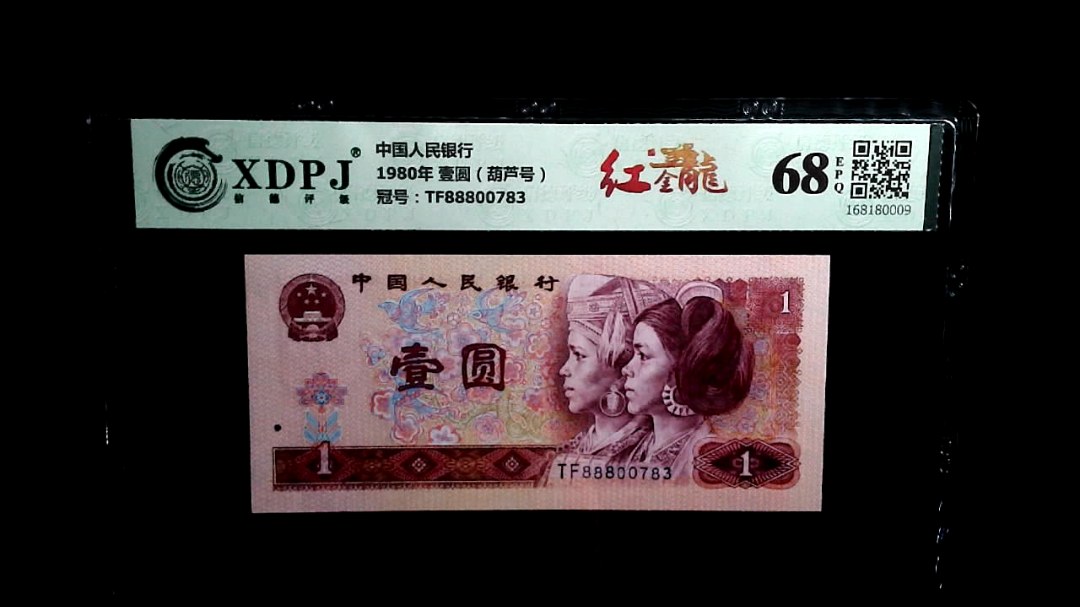 XDPJ®
信德评级
中国人民银行
1980年 壹圆（葫芦号）
冠号：TF88800783
红金龍
68
EPQ
168180009
中国人民银行
1
壹圆
1
TF88800783
1